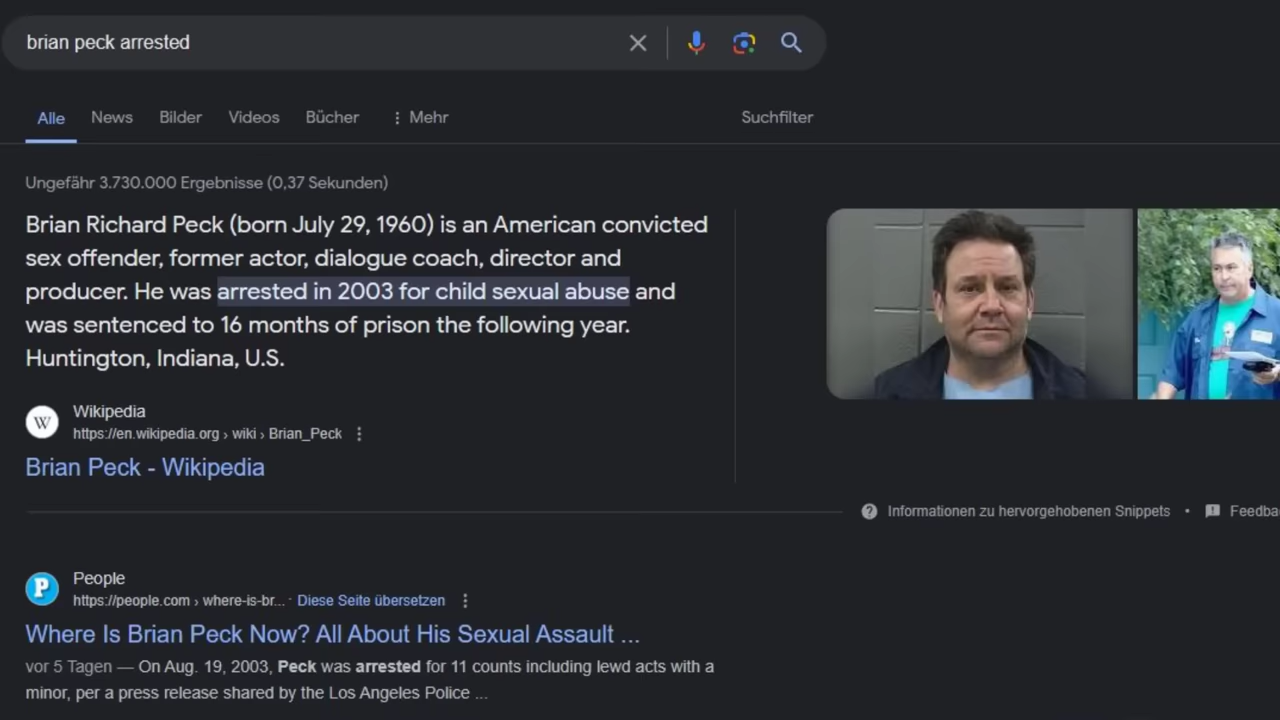 brian peck arrested
Alle News Bilder Videos Bücher Mehr Suchfilter
Ungefähr 3.730.000 Ergebnisse (0,37 Sekunden)
Brian Richard Peck (born July 29, 1960) is an American convicted
sex offender, former actor, dialogue coach, director and
producer. He was arrested in 2003 for child sexual abuse and
was sentenced to 16 months of prison the following year.
Huntington, Indiana, U.S.
W
Wikipedia
https://en.wikipedia.org › wiki › Brian_Peck
Brian Peck - Wikipedia
Informationen zu hervorgehobenen Snippets • Feedba
P
People
https://people.com › where-is-br... · Diese Seite übersetzen
Where Is Brian Peck Now? All About His Sexual Assault ...
vor 5 Tagen — On Aug. 19, 2003, Peck was arrested for 11 counts including lewd acts with a
minor, per a press release shared by the Los Angeles Police ...